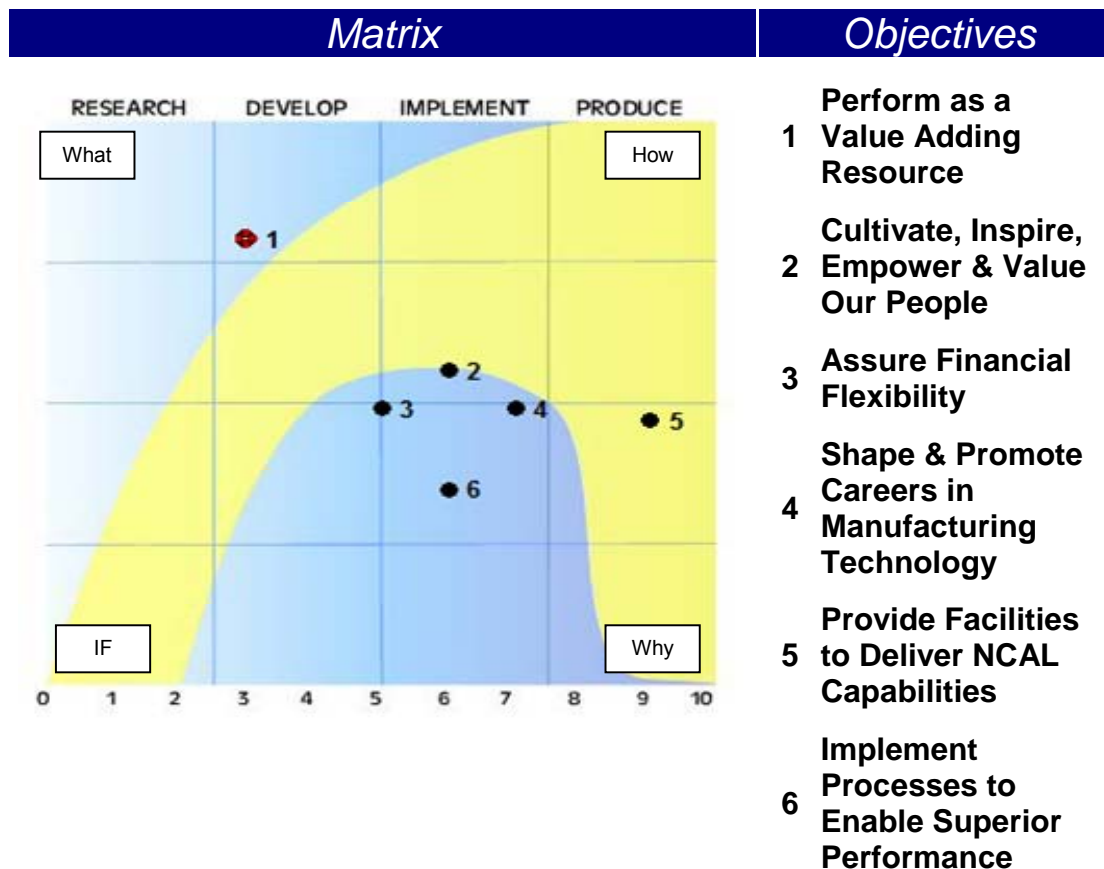 Matrix
Objectives
RESEARCH DEVELOP IMPLEMENT PRODUCE
What
How
1
2
3
4
5
6
IF
Why
0 1 2 3 4 5 6 7 8 9 10
1 Perform as a
Value Adding
Resource
2 Cultivate, Inspire,
Empower & Value
Our People
3 Assure Financial
Flexibility
4 Shape & Promote
Careers in
Manufacturing
Technology
5 Provide Facilities
to Deliver NCAL
Capabilities
6 Implement
Processes to
Enable Superior
Performance